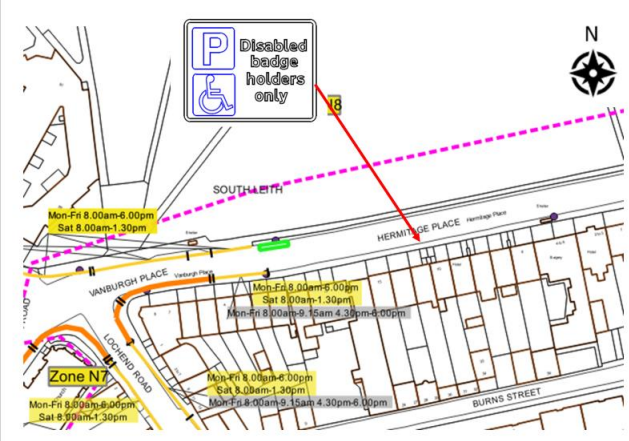 P
Disabled
badge
holders
only
N
SOUTH LEITH
Mon-Fri 8.00am-6.00pm
Sat 8.00am-1.30pm
HERMITAGE PLACE
Hermitage Place
VANBURGH PLACE
Vanburgh Place
Mon-Fri 8.00am-6.00pm
Sat 8.00am-1.30pm
Mon-Fri 8.00am-9.15am 4.30pm-6.00pm
LOCHEND ROAD
Zone N7
Mon-Fri 8.00am-6.00pm
Sat 8.00am-1.30pm
Mon-Fri 8.00am-9.15am 4.30pm-6.00pm
Mon-Fri 8.00am-6.00pm
Sat 8.00am-1.30pm
BURNS STREET